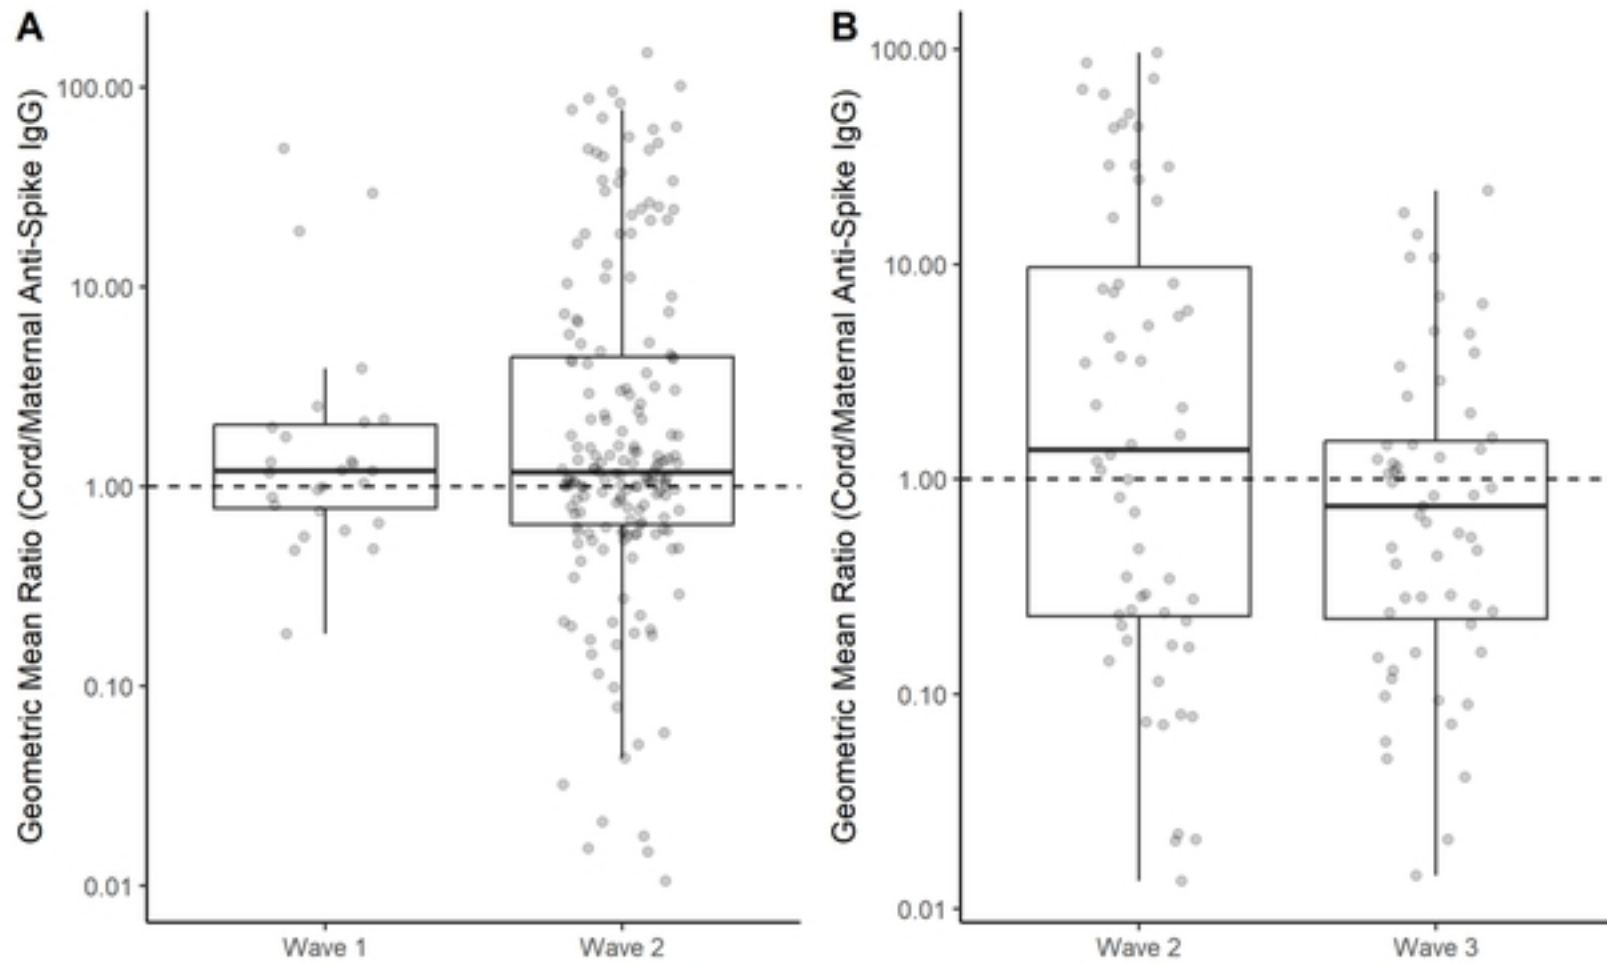 A
Geometric Mean Ratio (Cord/Maternal Anti-Spike IgG)
100.00
10.00
1.00
0.10
0.01
Wave 1
Wave 2
B
Geometric Mean Ratio (Cord/Maternal Anti-Spike IgG)
100.00
10.00
1.00
0.10
0.01
Wave 2
Wave 3